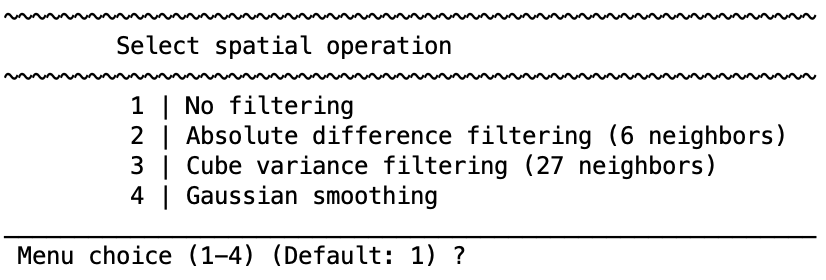 Select spatial operation
1 | No filtering
2 | Absolute difference filtering (6 neighbors)
3 | Cube variance filtering (27 neighbors)
4 | Gaussian smoothing
Menu choice (1-4) (Default: 1) ?